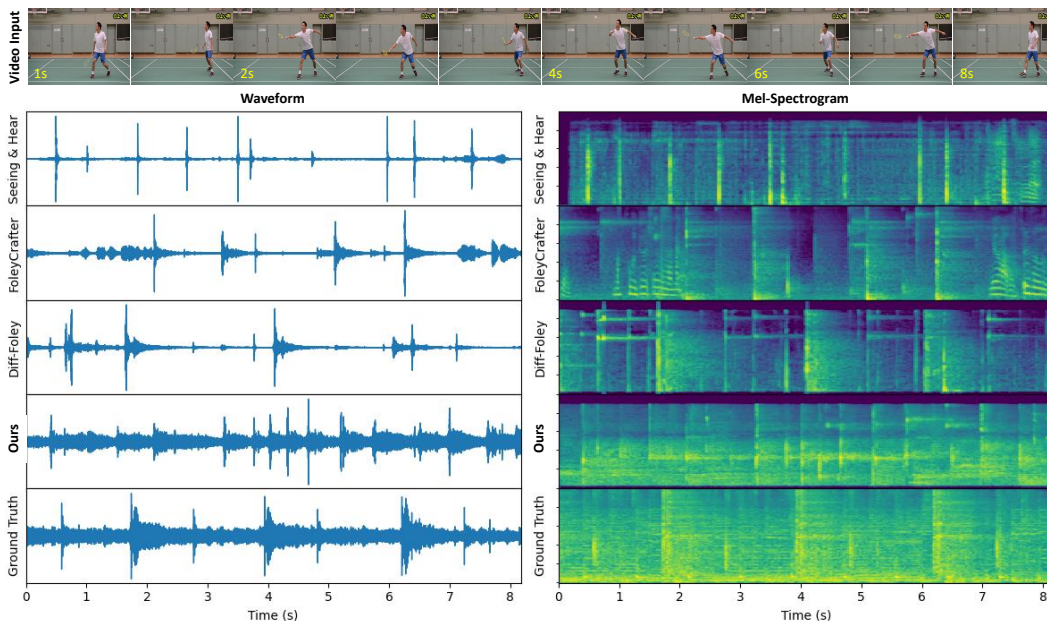 Video Input
1s
2s
4s
6s
8s
Waveform
Mel-Spectrogram
Seeing & Hear
FoleyCrafter
Diff-Foley
Ours
Ground Truth
0 1 2 3 4 5 6 7 8
Time (s)
Seeing & Hear
FoleyCrafter
Diff-Foley
Ours
Ground Truth
0 1 2 3 4 5 6 7 8
Time (s)